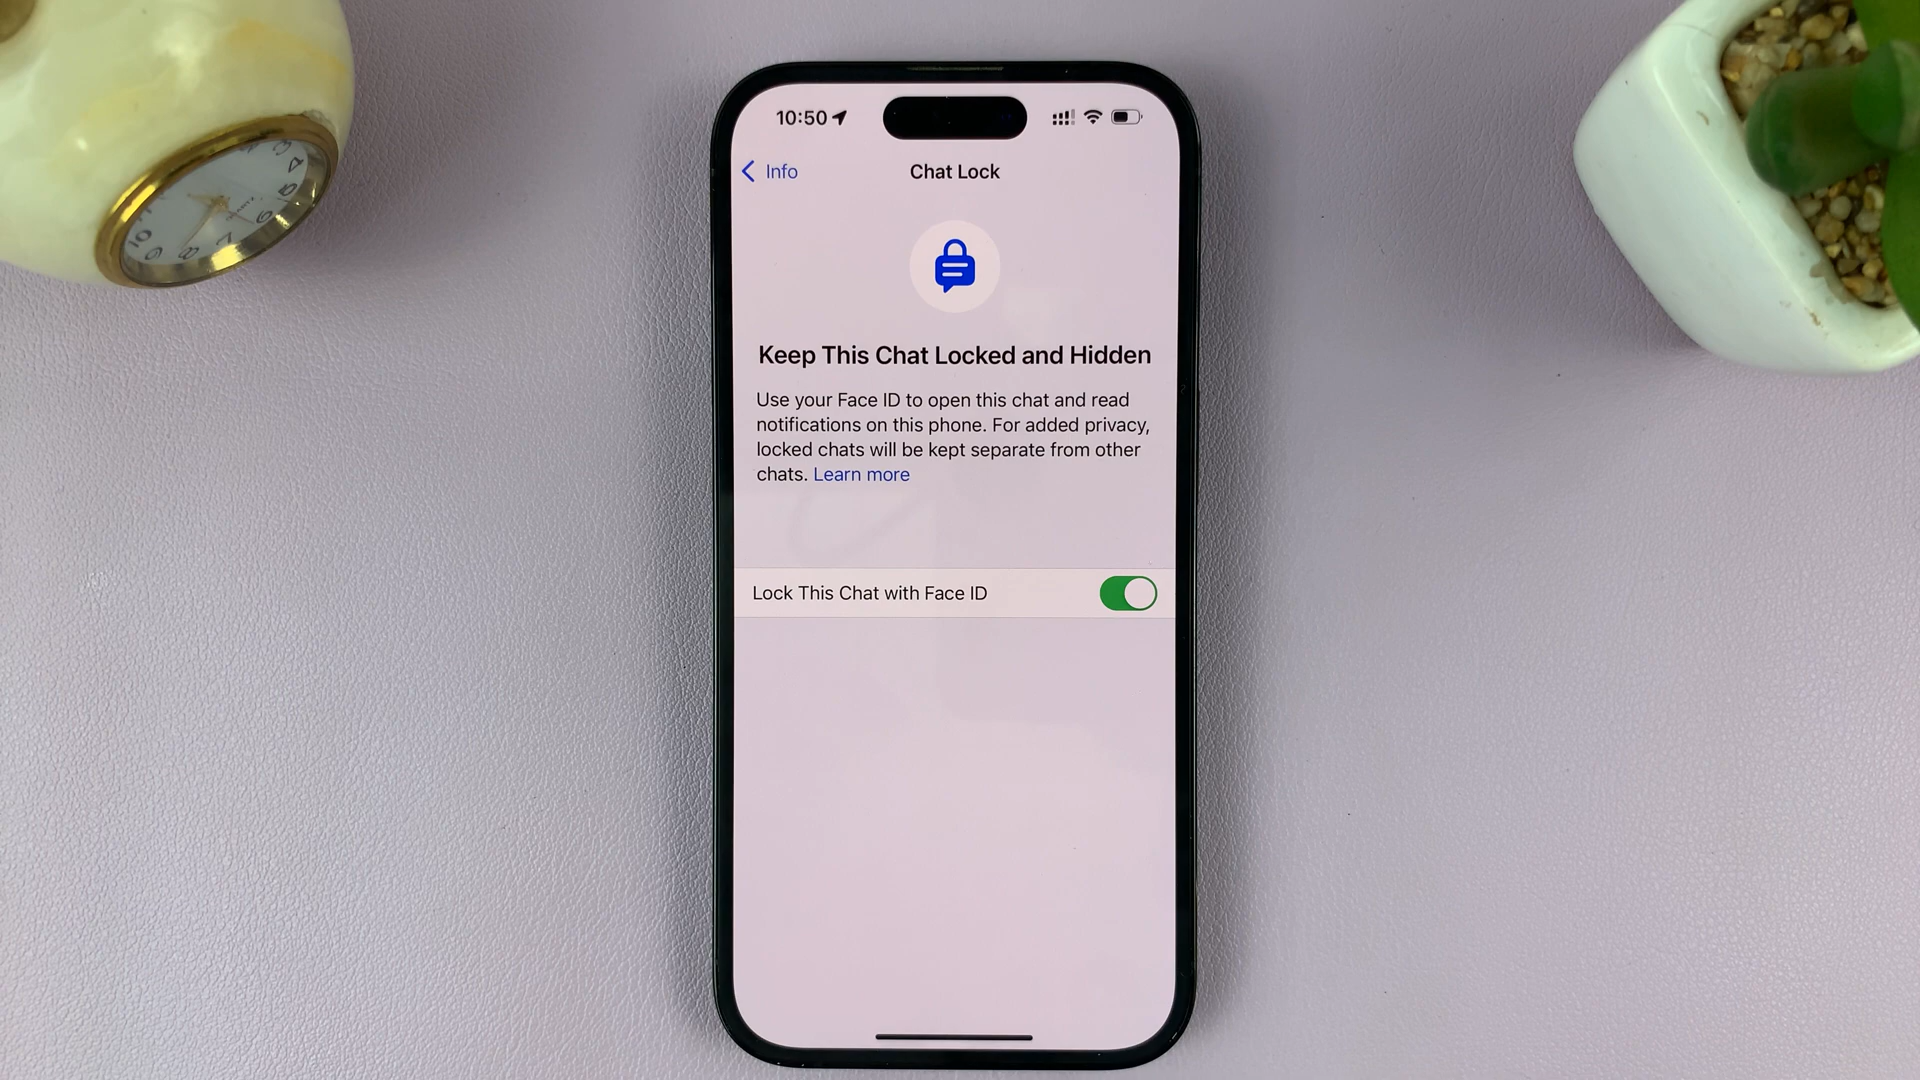 10:50
Info
Chat Lock
Keep This Chat Locked and Hidden
Use your Face ID to open this chat and read
notifications on this phone. For added privacy,
locked chats will be kept separate from other
chats. Learn more
Lock This Chat with Face ID